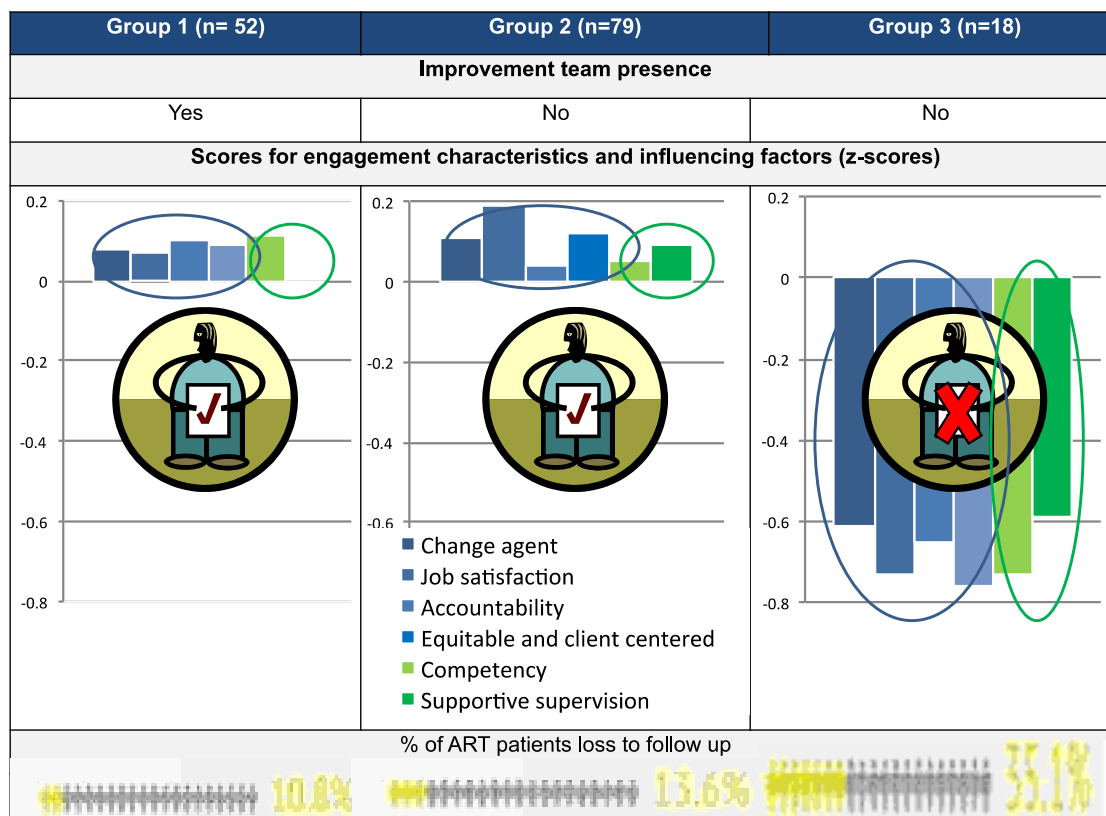 Group 1 (n= 52)
Group 2 (n=79)
Group 3 (n=18)
Improvement team presence
Yes
No
No
Scores for engagement characteristics and influencing factors (z-scores)
0.2
0
-0.2
-0.4
-0.6
-0.8
0.2
0
-0.2
-0.4
-0.6
0.2
0
-0.2
-0.4
-0.6
-0.8
Change agent
Job satisfaction
Accountability
Equitable and client centered
Competency
Supportive supervision
% of ART patients loss to follow up
10.8%
13.6%